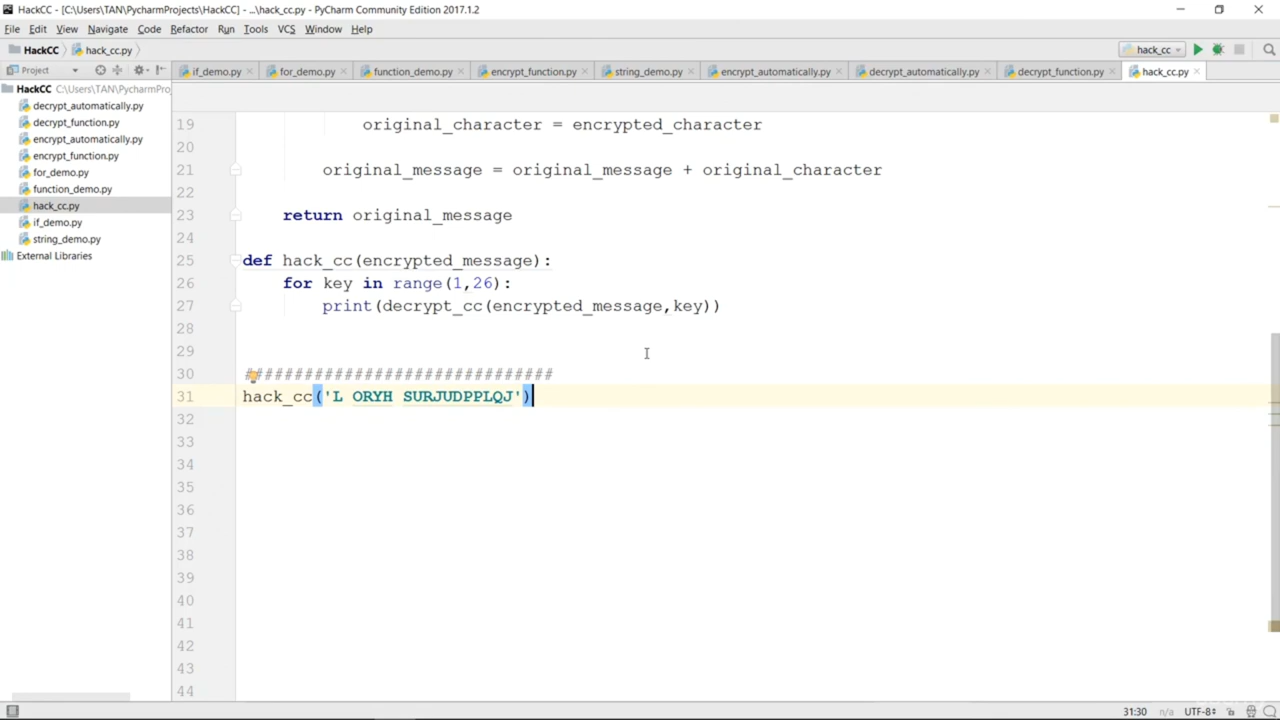 HackCC - [C:\Users\TAN\PycharmProjects\HackCC] - ...\hack_cc.py - PyCharm Community Edition 2017.1.2
File Edit View Navigate Code Refactor Run Tools VCS Window Help
HackCC hack_cc.py hack_cc
Project if_demo.py for_demo.py function_demo.py encrypt_function.py string_demo.py encrypt_automatically.py decrypt_automatically.py decrypt_function.py hack_cc.py
HackCC C:\Users\TAN\PycharmPro
decrypt_automatically.py
decrypt_function.py
encrypt_automatically.py
encrypt_function.py
for_demo.py
function_demo.py
hack_cc.py
if_demo.py
string_demo.py
External Libraries
19 original_character = encrypted_character
20
21 original_message = original_message + original_character
22
23 return original_message
24
25 def hack_cc(encrypted_message):
26 for key in range(1,26):
27 print(decrypt_cc(encrypted_message,key))
28
29
30 ###############################
31 hack_cc('L ORYH SURJUDPPLQJ')
32
33
34
35
36
37
38
39
40
41
42
43
44
31:30 n/a UTF-8